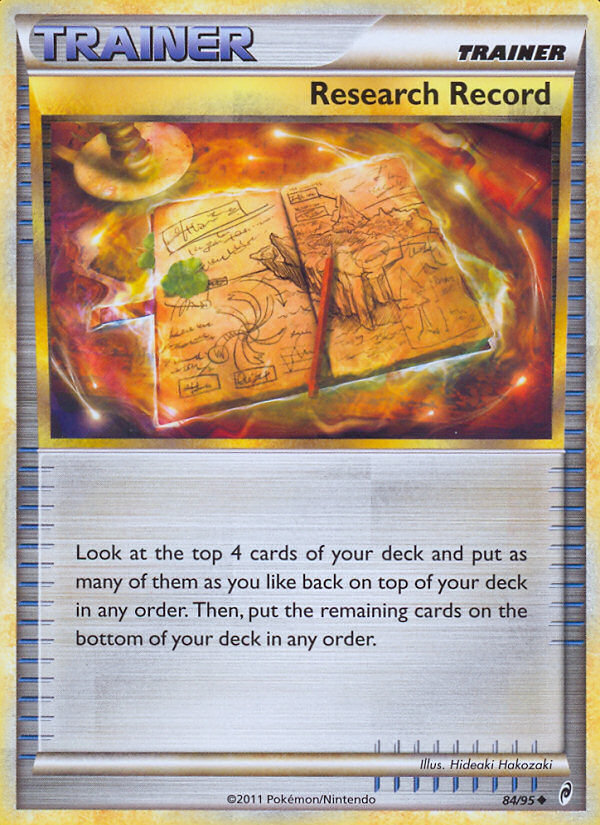 TRAINER
TRAINER
Research Record
Look at the top 4 cards of your deck and put as
many of them as you like back on top of your deck
in any order. Then, put the remaining cards on the
bottom of your deck in any order.
Illus. Hideaki Hakozaki
©2011 Pokémon/Nintendo
84/95